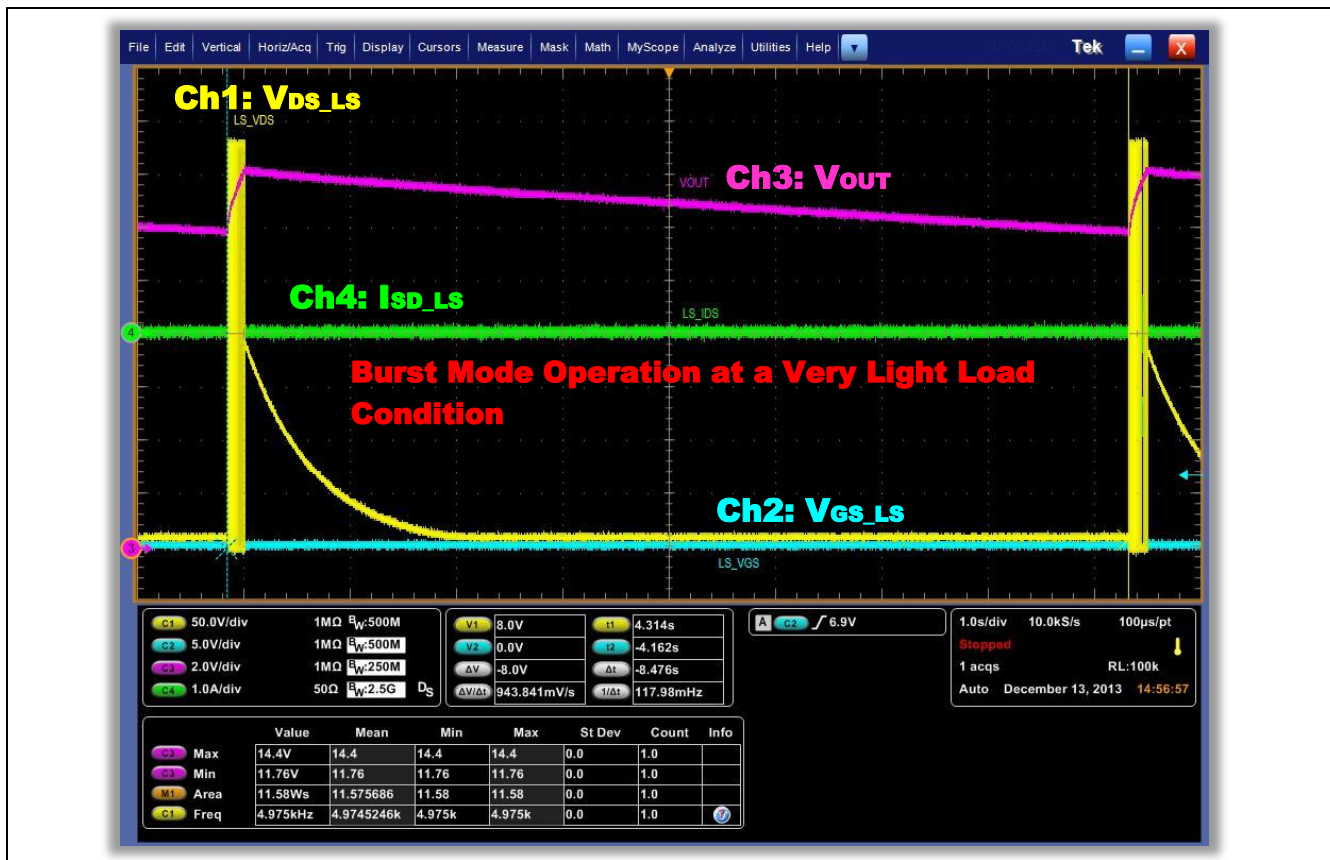 File Edit Vertical Horiz/Acq Trig Display Cursors Measure Mask Math MyScope Analyze Utilities Help Tek X
Ch1: VDS_LS
LS_VDS
VOUT
Ch3: VOUT
Ch4: ISD_LS
LS_IDS
4
Burst Mode Operation at a Very Light Load
Condition
Ch2: VGS_LS
3
LS_VGS
C1 50.0V/div 1MΩ BW:500M
C2 5.0V/div 1MΩ BW:500M
C3 2.0V/div 1MΩ BW:250M
C4 1.0A/div 50Ω BW:2.5G DS
V1 8.0V t1 4.314s
V2 0.0V t2 -4.162s
ΔV -8.0V Δt -8.476s
ΔV/Δt 943.841mV/s 1/Δt 117.98mHz
A C2 6.9V
1.0s/div 10.0kS/s 100µs/pt
Stopped
1 acqs RL:100k
Auto December 13, 2013 14:56:57
Value Mean Min Max St Dev Count Info
C3 Max 14.4V 14.4 14.4 14.4 0.0 1.0
C3 Min 11.76V 11.76 11.76 11.76 0.0 1.0
M1 Area 11.58Ws 11.575686 11.58 11.58 0.0 1.0
C1 Freq 4.975kHz 4.9745246k 4.975k 4.975k 0.0 1.0